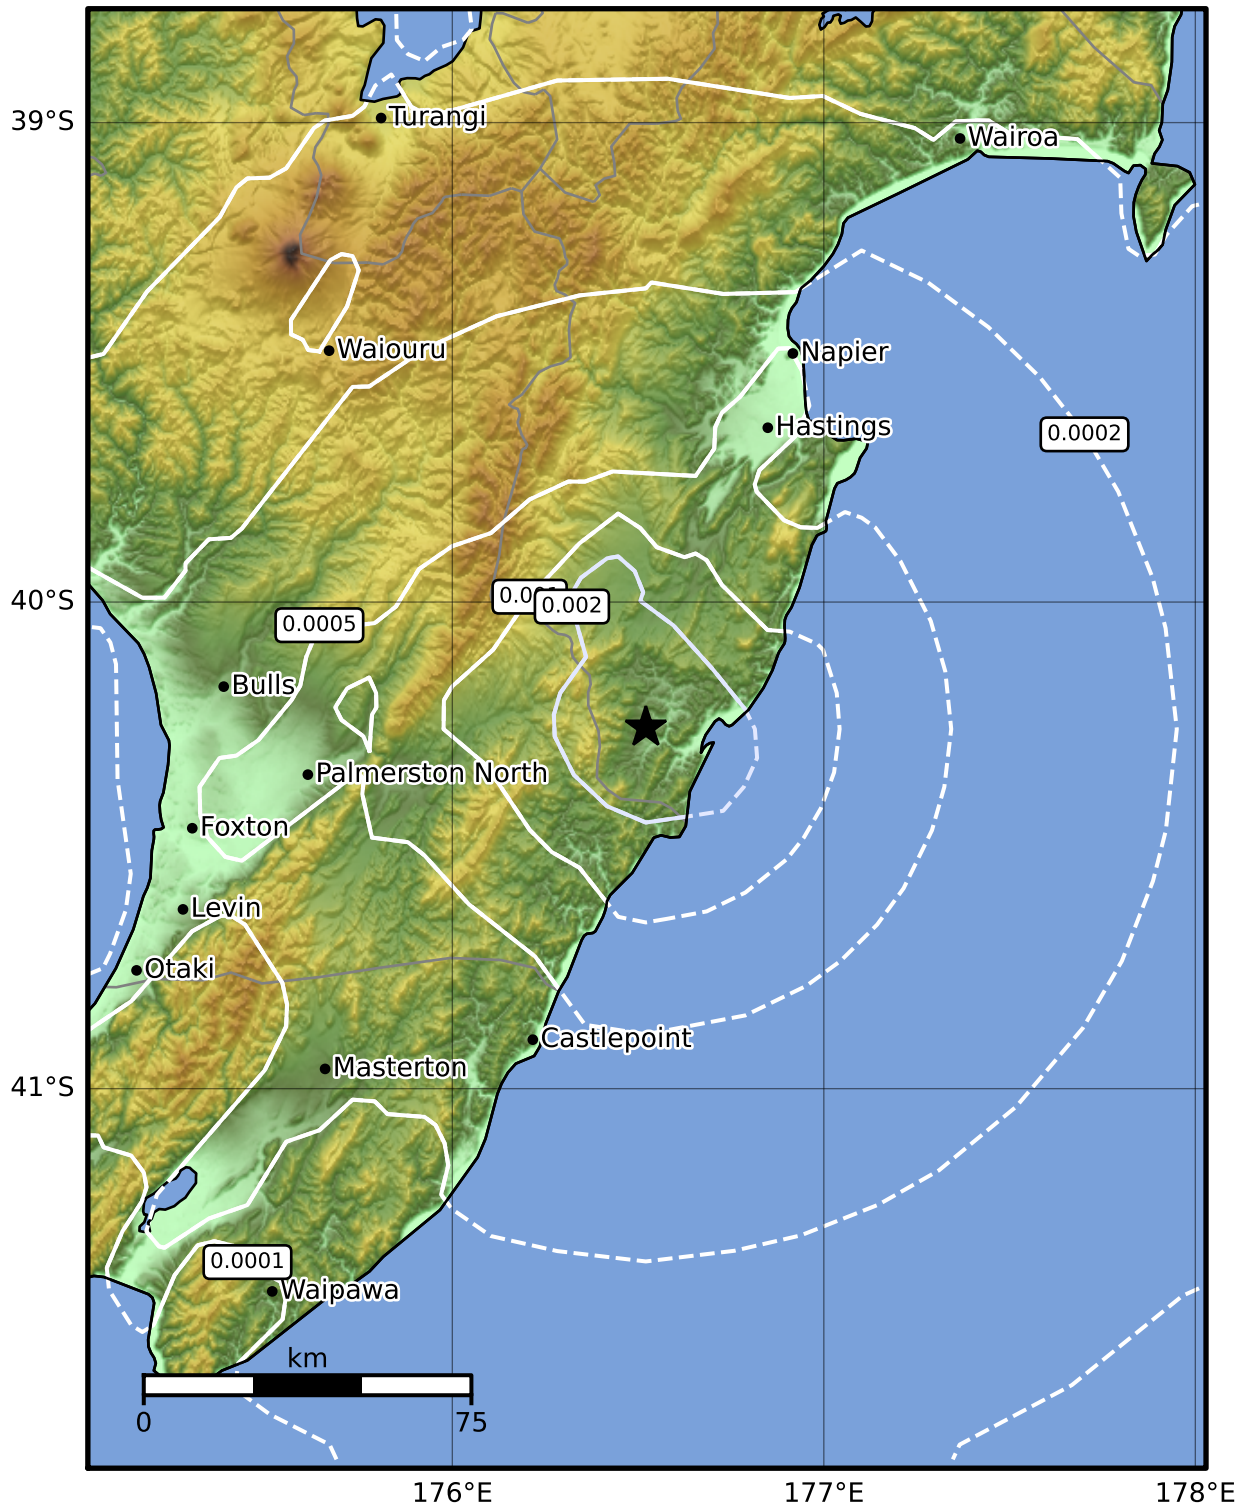 39°S
Turangi
Wairoa
Waiouru
Napier
Hastings
0.0002
40°S
0.002
0.0005
Bulls
Palmerston North
Foxton
Levin
Otaki
Castlepoint
Masterton
41°S
0.0001
Waipawa
km
0 75
176°E 177°E 178°E